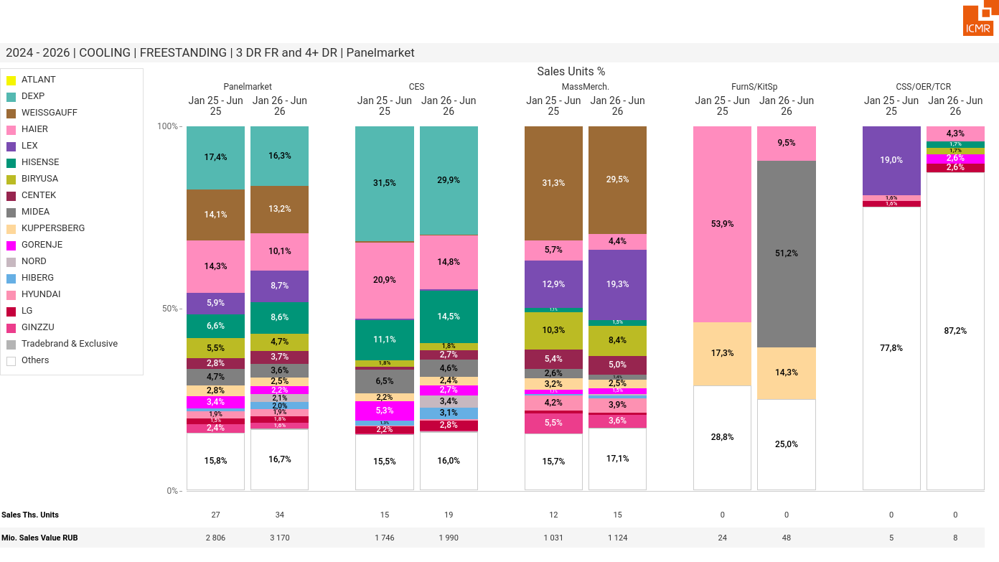 ICMR
2024 - 2026 | COOLING | FREESTANDING | 3 DR FR and 4+ DR | Panelmarket
ATLANT
DEXP
WEISSGAUFF
HAIER
LEX
HISENSE
BIRYUSA
CENTEK
MIDEA
KUPPERSBERG
GORENJE
NORD
HIBERG
HYUNDAI
LG
GINZZU
Tradebrand & Exclusive
Others
Sales Units %
Panelmarket
CES
MassMerch.
FurnS/KitSp
CSS/OER/TCR
Jan 25 - Jun 25
Jan 26 - Jun 26
Jan 25 - Jun 25
Jan 26 - Jun 26
Jan 25 - Jun 25
Jan 26 - Jun 26
Jan 25 - Jun 25
Jan 26 - Jun 26
Jan 25 - Jun 25
Jan 26 - Jun 26
100%
50%
0%
17,4%
14,1%
14,3%
5,9%
6,6%
5,5%
2,8%
4,7%
2,8%
3,4%
1,9%
1,5%
2,4%
15,8%
16,3%
13,2%
10,1%
8,7%
8,6%
4,7%
3,7%
3,6%
2,5%
2,2%
2,1%
2,0%
1,9%
1,8%
1,6%
16,7%
31,5%
20,9%
11,1%
1,8%
6,5%
2,2%
5,3%
1,3%
2,2%
15,5%
29,9%
14,8%
14,5%
1,8%
2,7%
4,6%
2,4%
2,7%
3,4%
3,1%
2,8%
16,0%
31,3%
5,7%
12,9%
1,1%
10,3%
5,4%
2,6%
3,2%
1,1%
4,2%
5,5%
15,7%
29,5%
4,4%
19,3%
1,5%
8,4%
5,0%
1,4%
2,5%
1,5%
3,9%
3,6%
17,1%
53,9%
17,3%
28,8%
9,5%
51,2%
14,3%
25,0%
19,0%
1,6%
1,6%
77,8%
4,3%
1,7%
1,7%
2,6%
2,6%
87,2%
Sales Ths. Units 27 34 15 19 12 15 0 0 0 0
Mio. Sales Value RUB 2 806 3 170 1 746 1 990 1 031 1 124 24 48 5 8